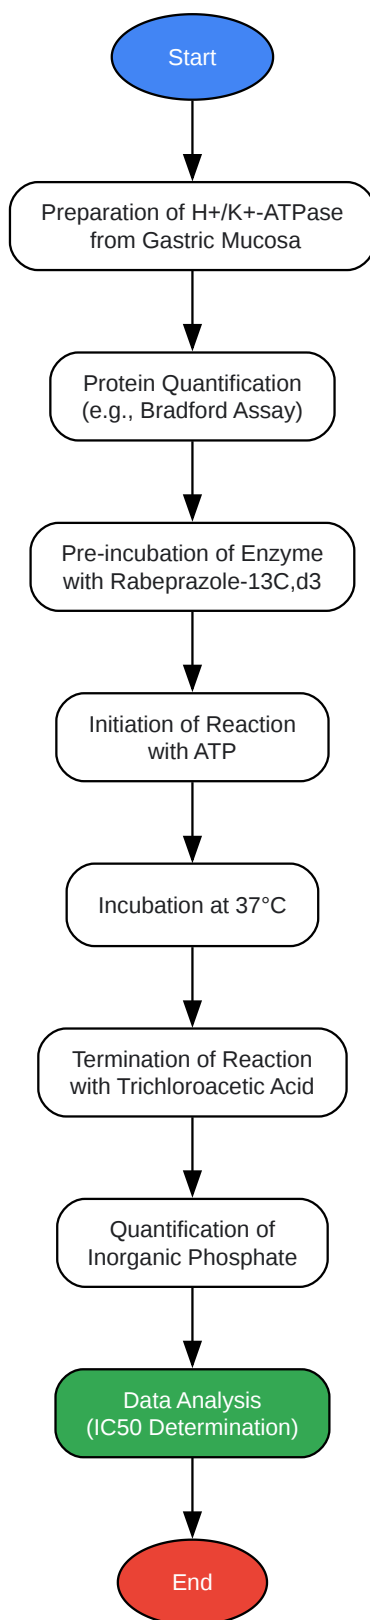 Start
Preparation of H+/K+-ATPase
from Gastric Mucosa
Protein Quantification
(e.g., Bradford Assay)
Pre-incubation of Enzyme
with Rabeprazole-13C,d3
Initiation of Reaction
with ATP
Incubation at 37°C
Termination of Reaction
with Trichloroacetic Acid
Quantification of
Inorganic Phosphate
Data Analysis
(IC50 Determination)
End